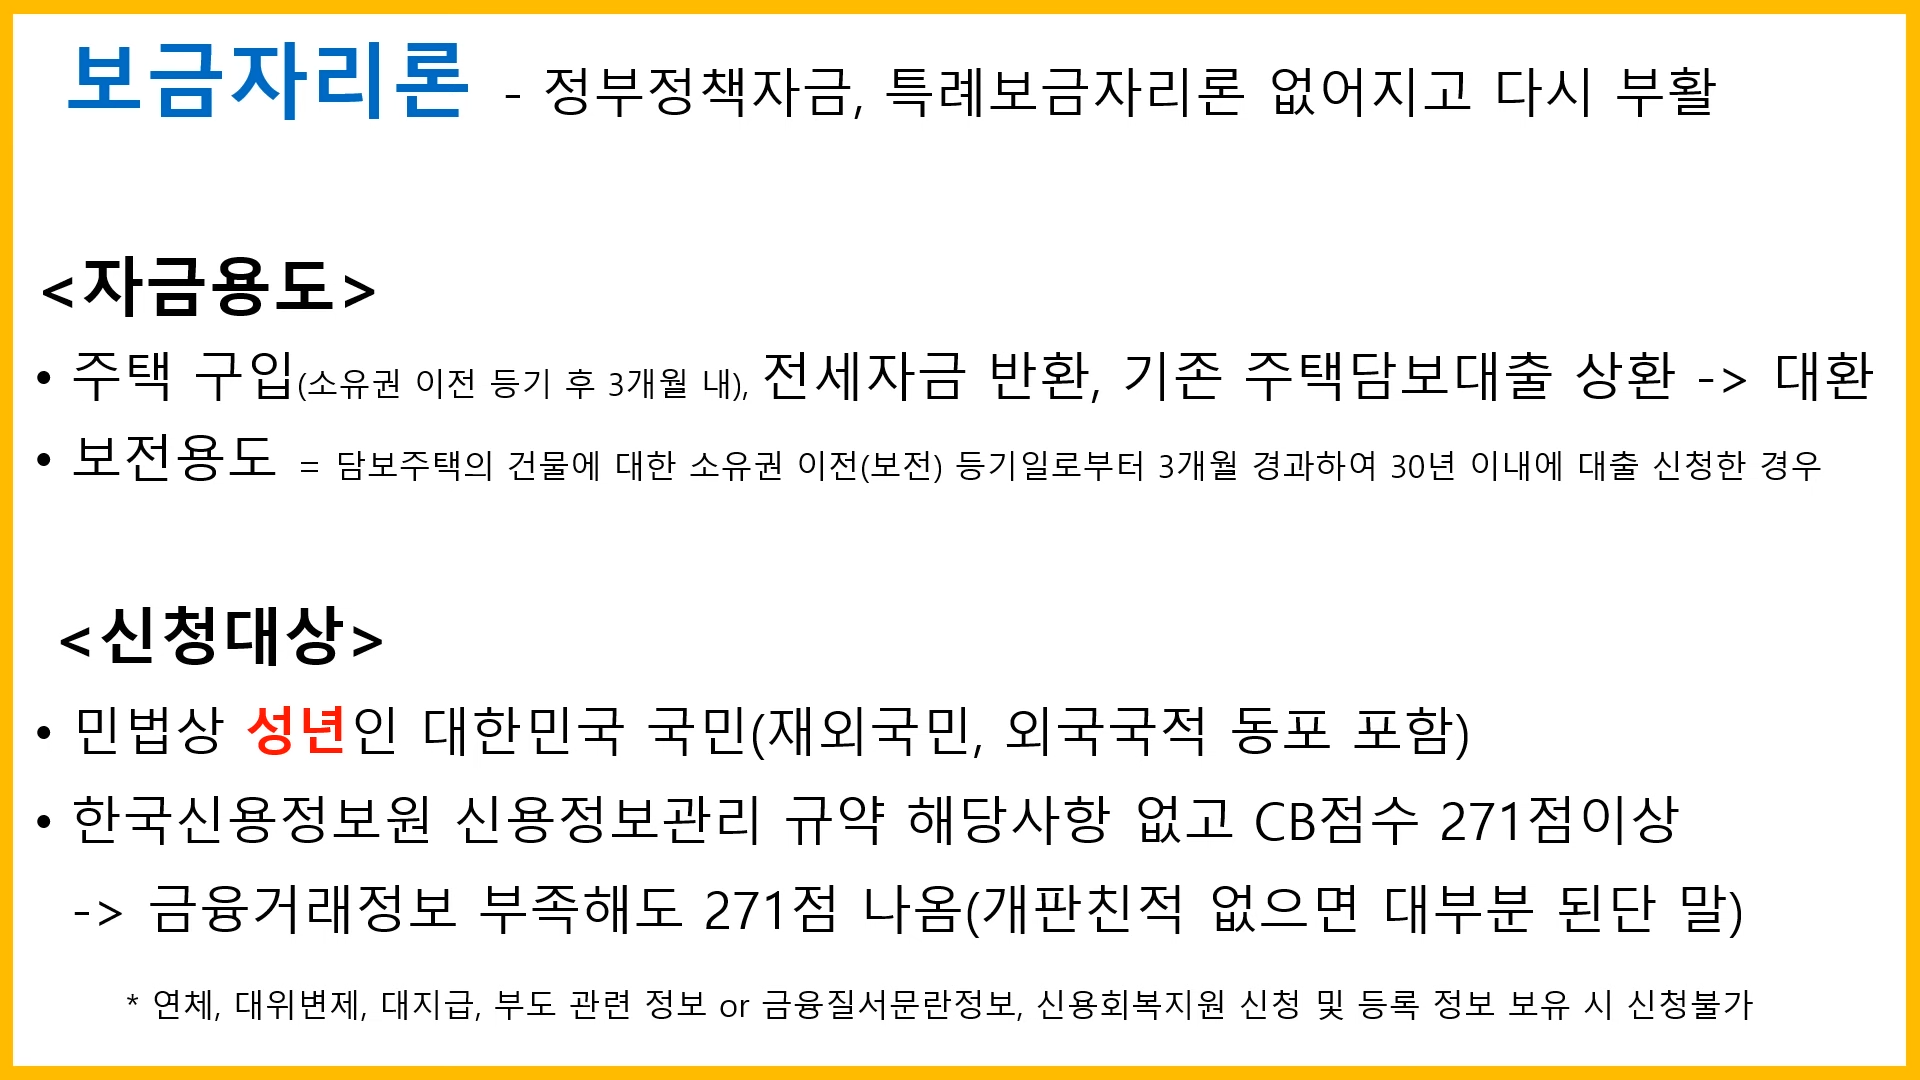 보금자리론 - 정부정책자금, 특례보금자리론 없어지고 다시 부활
<자금용도>
• 주택 구입(소유권 이전 등기 후 3개월 내), 전세자금 반환, 기존 주택담보대출 상환 -> 대환
• 보전용도 = 담보주택의 건물에 대한 소유권 이전(보전) 등기일로부터 3개월 경과하여 30년 이내에 대출 신청한 경우
<신청대상>
• 민법상 성년인 대한민국 국민(재외국민, 외국국적 동포 포함)
• 한국신용정보원 신용정보관리 규약 해당사항 없고 CB점수 271점이상
-> 금융거래정보 부족해도 271점 나옴(개판친적 없으면 대부분 된단 말)
* 연체, 대위변제, 대지급, 부도 관련 정보 or 금융질서문란정보, 신용회복지원 신청 및 등록 정보 보유 시 신청불가